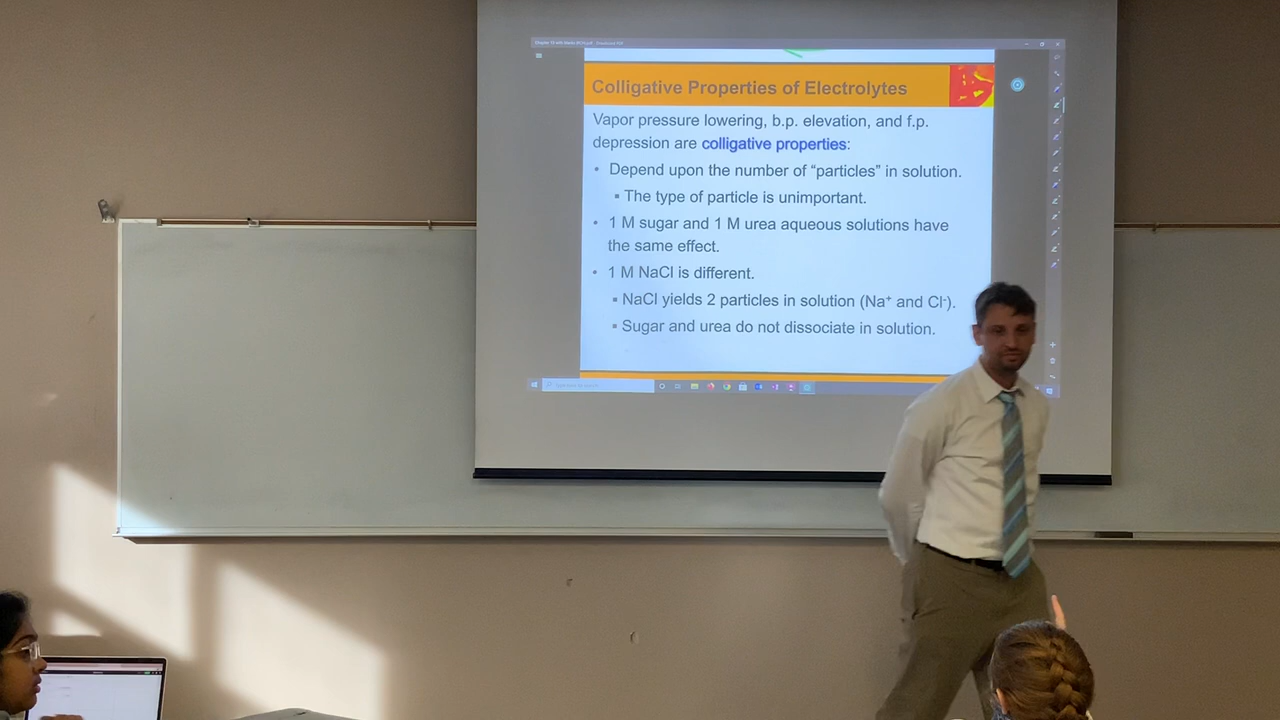 Colligative Properties of Electrolytes
Vapor pressure lowering, b.p. elevation, and f.p.
depression are colligative properties:
• Depend upon the number of “particles” in solution.
▪ The type of particle is unimportant.
• 1 M sugar and 1 M urea aqueous solutions have
the same effect.
• 1 M NaCl is different.
▪ NaCl yields 2 particles in solution (Na⁺ and Cl⁻).
▪ Sugar and urea do not dissociate in solution.